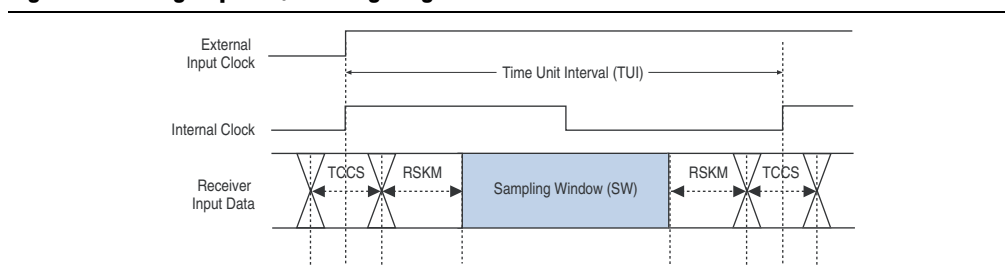 External
Input Clock
Time Unit Interval (TUI)
Internal Clock
Receiver
Input Data
TCCS
RSKM
Sampling Window (SW)
RSKM
TCCS